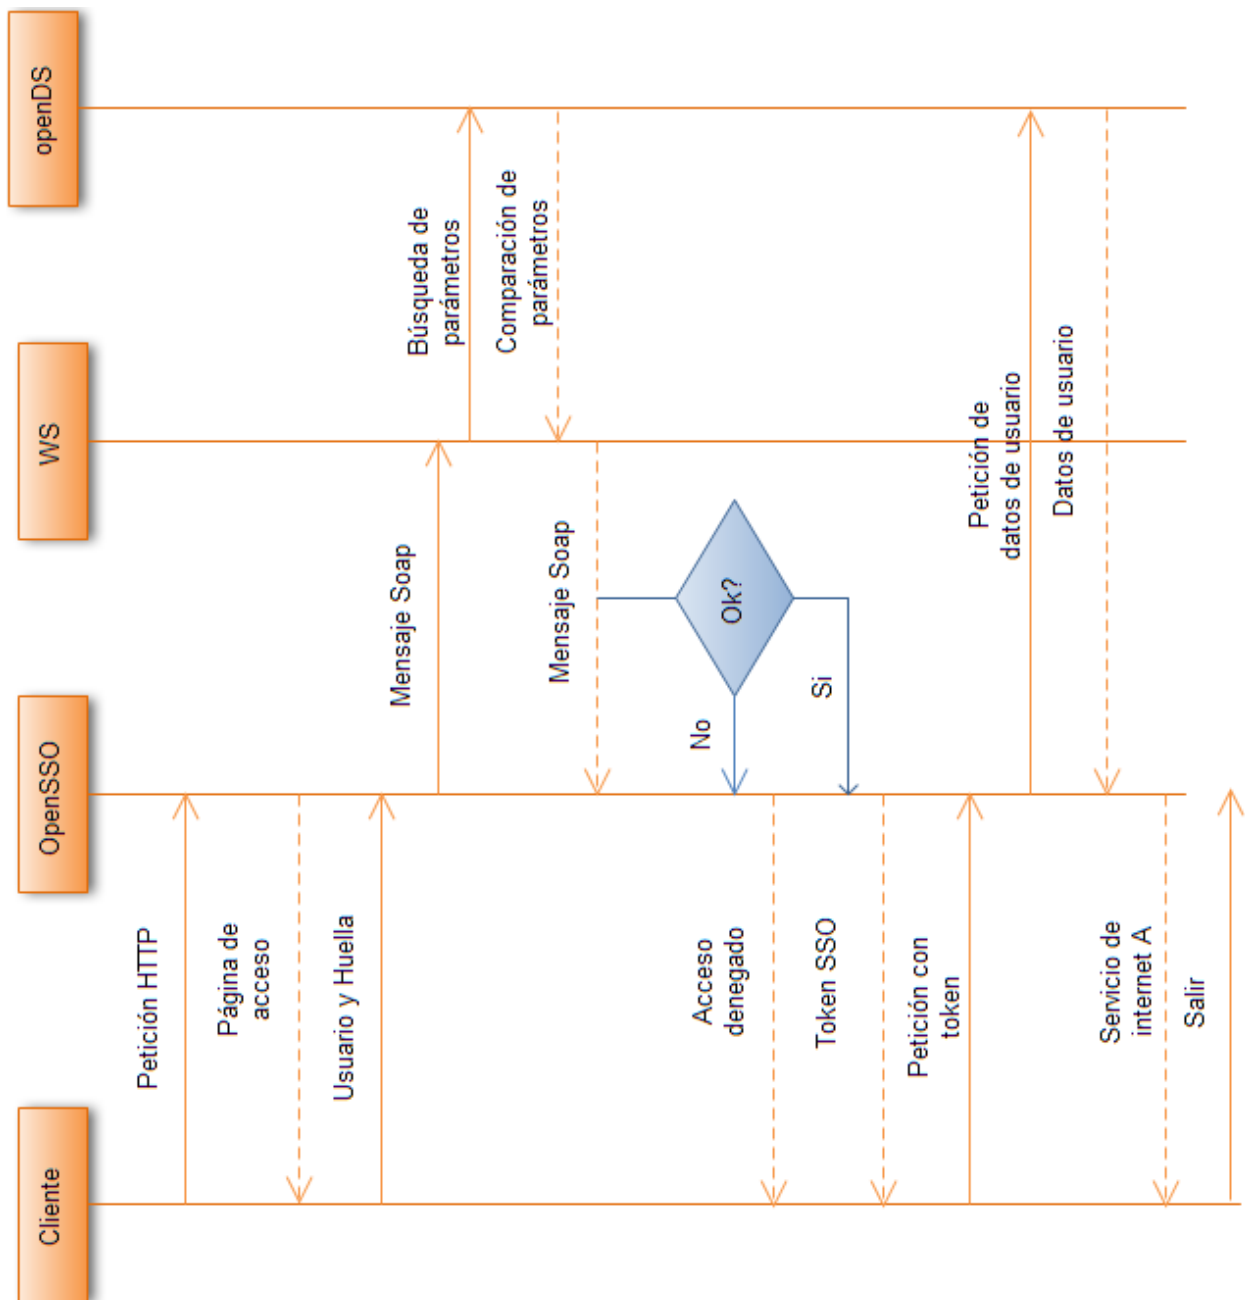 Cliente
OpenSSO
WS
openDS
Petición HTTP
Página de
acceso
Usuario y Huella
Mensaje Soap
Búsqueda de
parámetros
Comparación de
parámetros
Mensaje Soap
Ok?
No
Si
Acceso
denegado
Token SSO
Petición con
token
Petición de
datos de usuario
Datos de usuario
Servicio de
internet A
Salir